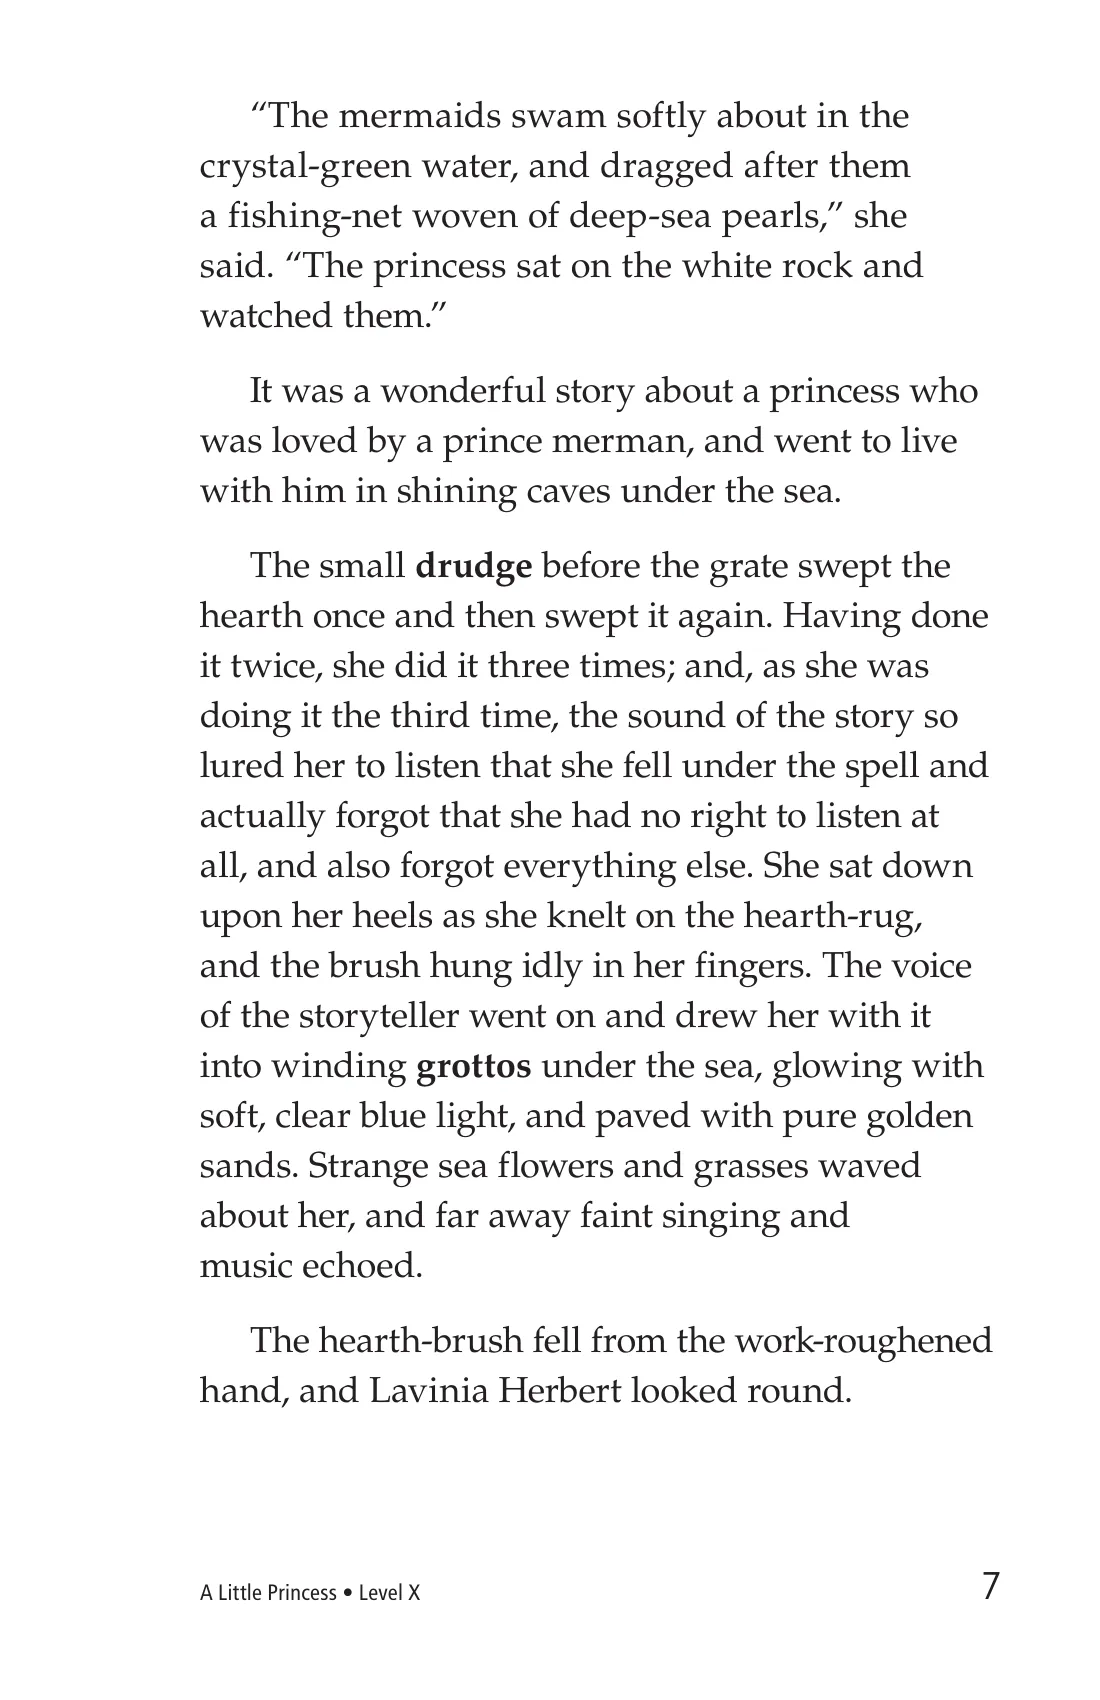 “The mermaids swam softly about in the
crystal-green water, and dragged after them
a fishing-net woven of deep-sea pearls,” she
said. “The princess sat on the white rock and
watched them.”
It was a wonderful story about a princess who
was loved by a prince merman, and went to live
with him in shining caves under the sea.
The small drudge before the grate swept the
hearth once and then swept it again. Having done
it twice, she did it three times; and, as she was
doing it the third time, the sound of the story so
lured her to listen that she fell under the spell and
actually forgot that she had no right to listen at
all, and also forgot everything else. She sat down
upon her heels as she knelt on the hearth-rug,
and the brush hung idly in her fingers. The voice
of the storyteller went on and drew her with it
into winding grottos under the sea, glowing with
soft, clear blue light, and paved with pure golden
sands. Strange sea flowers and grasses waved
about her, and far away faint singing and
music echoed.
The hearth-brush fell from the work-roughened
hand, and Lavinia Herbert looked round.
A Little Princess • Level X
7